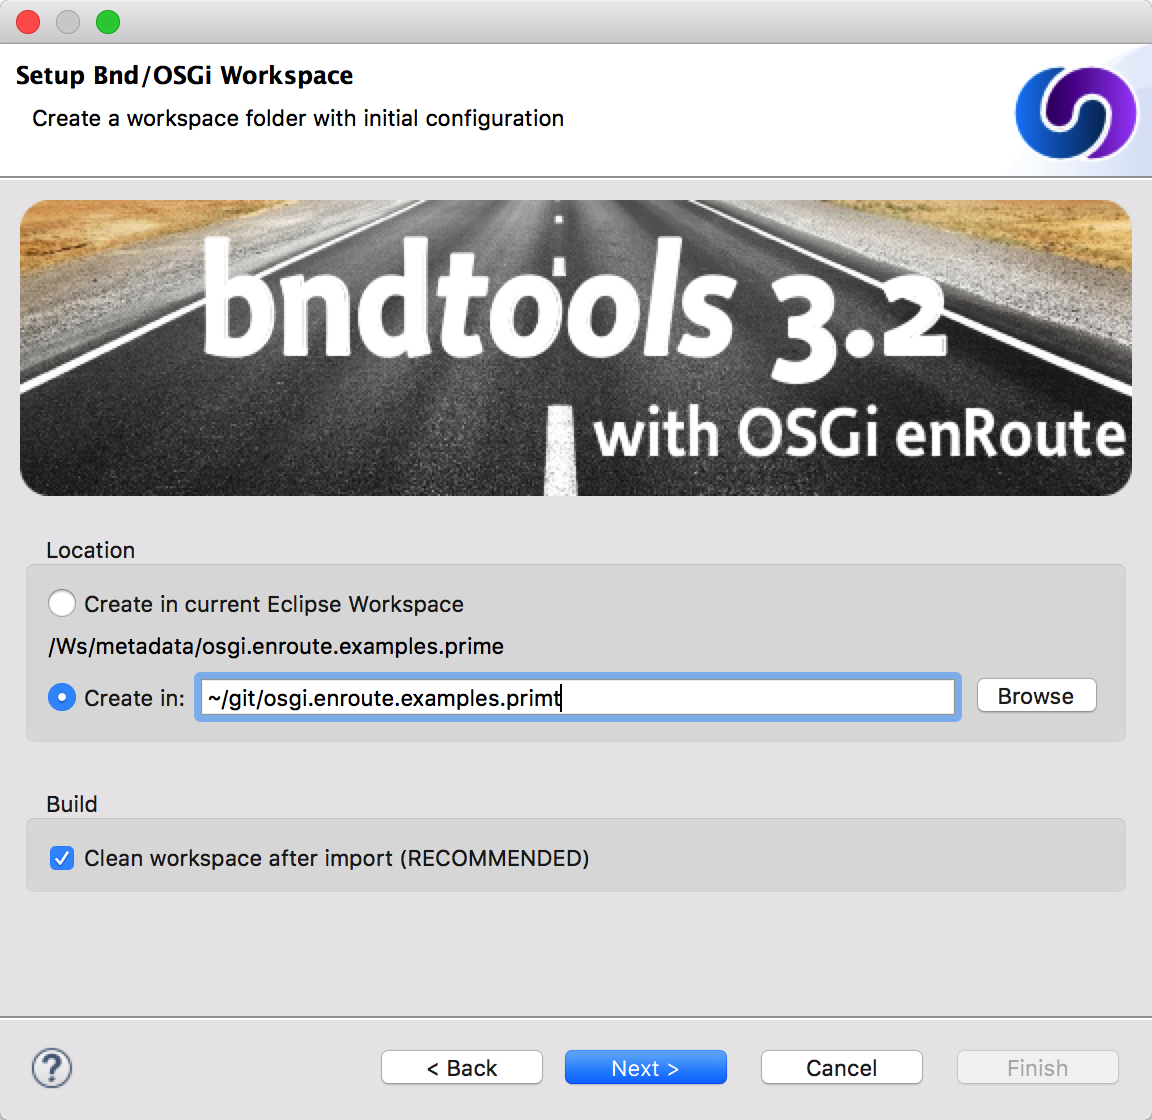 Setup Bnd/OSGi Workspace
Create a workspace folder with initial configuration
bndtools 3.2
with OSGi enRoute
Location
Create in current Eclipse Workspace
/Ws/metadata/osgi.enroute.examples.prime
Create in: ~/git/osgi.enroute.examples.primt Browse
Build
Clean workspace after import (RECOMMENDED)
? < Back Next > Cancel Finish